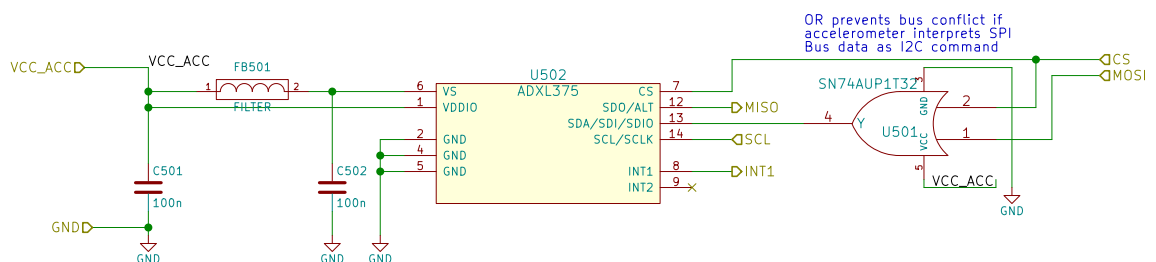 OR prevents bus conflict if
accelerometer interprets SPI
Bus data as I2C command
VCC_ACC
VCC_ACC
FB501
1
2
FILTER
C501
100n
GND
GND
C502
100n
GND
GND
U502
ADXL375
6
VS
1
VDDIO
2
GND
4
GND
5
GND
CS
7
SDO/ALT
12
MISO
SDA/SDI/SDIO
13
SCL/SCLK
14
SCL
INT1
8
INT1
INT2
9
SN74AUP1T32
3
GND
4
Y
U501
VCC
5
2
1
CS
MOSI
VCC_ACC
GND